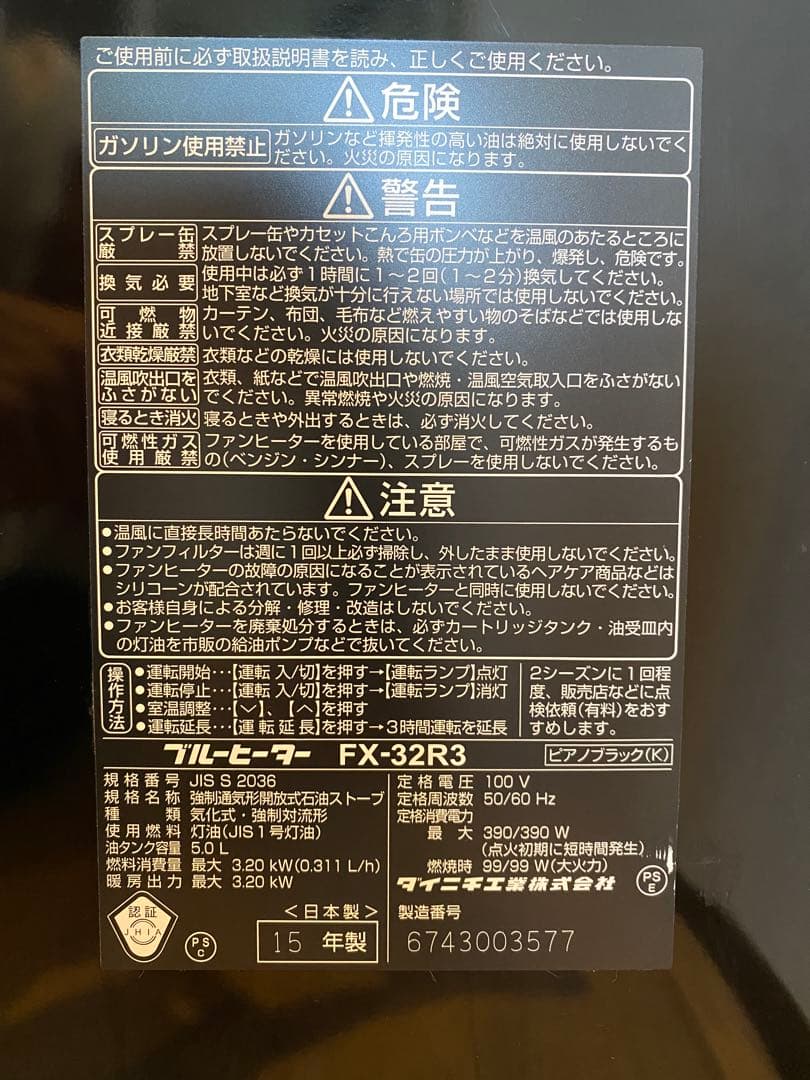 ご使用前に必ず取扱説明書を読み、正しくご使用ください。
⚠危険
ガソリン使用禁止 ガソリンなど揮発性の高い油は絶対に使用しないでく
ださい。火災の原因になります。
⚠警告
スプレー缶 スプレー缶やカセットこんろ用ボンベなどを温風のあたるところに
厳禁 放置しないでください。熱で缶の圧力が上がり、爆発し、危険です。
換気必要 使用中は必ず1時間に1〜2回(1〜2分)換気してください。
地下室など換気が十分に行えない場所では使用しないでください。
可燃物 カーテン、布団、毛布など燃えやすい物のそばなどでは使用しな
近接厳禁 いでください。火災の原因になります。
衣類乾燥厳禁 衣類などの乾燥には使用しないでください。
温風吹出口を 衣類、紙などで温風吹出口や燃焼・温風空気取入口をふさがない
ふさがない でください。異常燃焼や火災の原因になります。
寝るとき消火 寝るときや外出するときは、必ず消火してください。
可燃性ガス ファンヒーターを使用している部屋で、可燃性ガスが発生するも
使用厳禁 の(ベンジン・シンナー)、スプレーを使用しないでください。
⚠注意
●温風に直接長時間あたらないでください。
●ファンフィルターは週に1回以上必ず掃除し、外したまま使用しないでください。
●ファンヒーターの故障の原因になることが表示されているヘアケア商品などは
シリコーンが配合されています。ファンヒーターと同時に使用しないでください。
●お客様自身による分解・修理・改造はしないでください。
●ファンヒーターを廃棄処分するときは、必ずカートリッジタンク・油受皿内
の灯油を市販の給油ポンプなどで抜いてください。
操作方法
●運転開始…【運転 入/切】を押す→【運転ランプ】点灯
●運転停止…【運転 入/切】を押す→【運転ランプ】消灯
●室温調整…【﹀】、【︿】を押す
●運転延長…【運転延長】を押す→3時間運転を延長
2シーズンに1回程
度、販売店などに点
検依頼(有料)をおす
すめします。
ブルーヒーター FX-32R3 ピアノブラック(K)
規格番号 JIS S 2036
規格名称 強制通気形開放式石油ストーブ
種類 気化式・強制対流形
使用燃料 灯油(JIS1号灯油)
油タンク容量 5.0 L
燃料消費量 最大 3.20 kW(0.311 L/h)
暖房出力 最大 3.20 kW
定格電圧 100 V
定格周波数 50/60 Hz
定格消費電力
最大 390/390 W
(点火初期に短時間発生)
燃焼時 99/99 W(大火力)
ダイニチ工業株式会社
PS
E
認証
JHIA
PS
C
<日本製>
15 年製
製造番号
6743003577